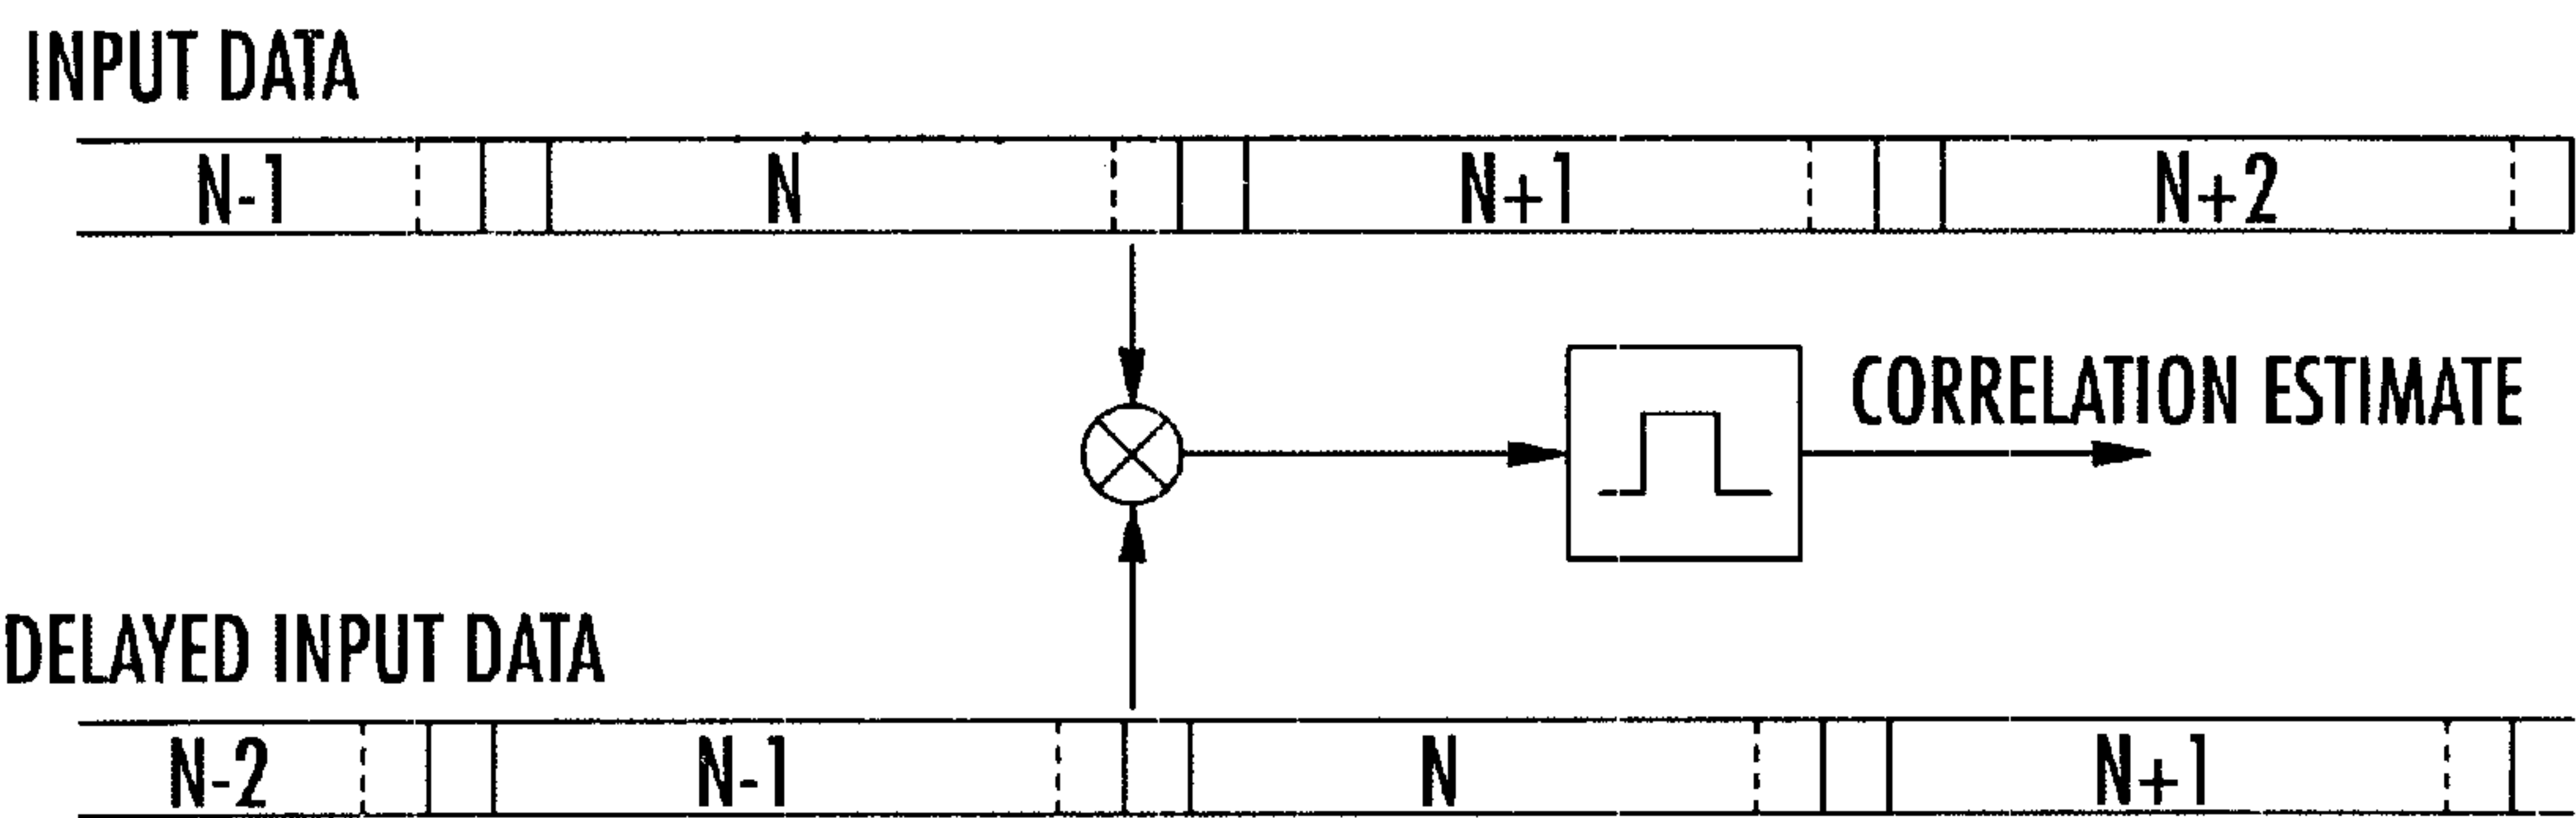 INPUT DATA
N-1 N N+1 N+2
CORRELATION ESTIMATE
DELAYED INPUT DATA
N-2 N-1 N N+1